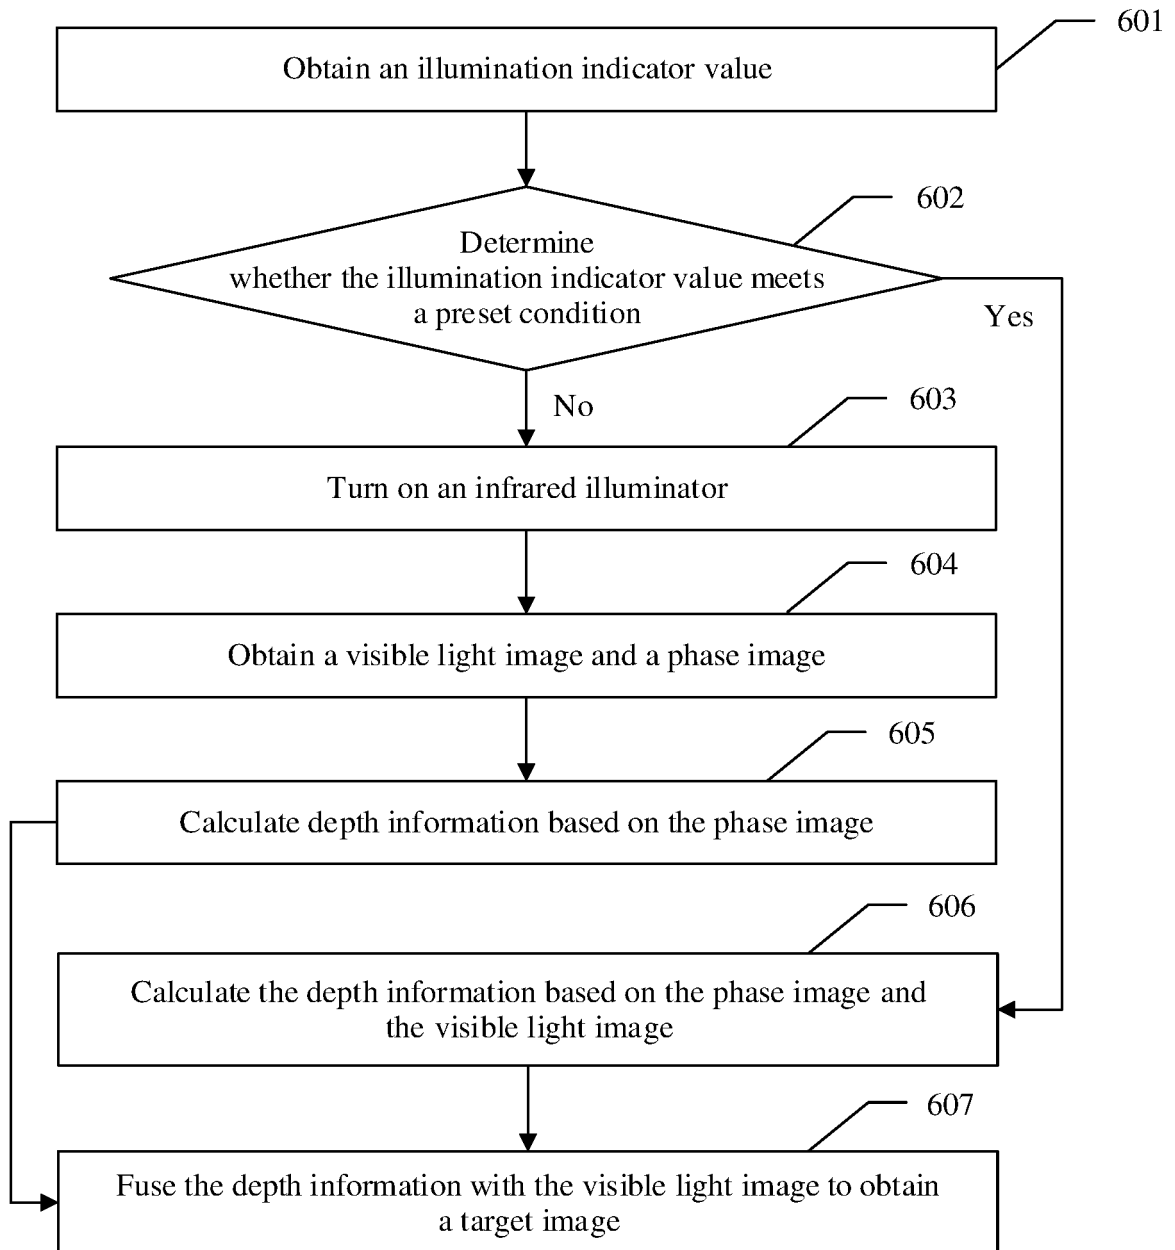 601
Obtain an illumination indicator value
602
Determine
whether the illumination indicator value meets
a preset condition
Yes
No
603
Turn on an infrared illuminator
604
Obtain a visible light image and a phase image
605
Calculate depth information based on the phase image
606
Calculate the depth information based on the phase image and
the visible light image
607
Fuse the depth information with the visible light image to obtain
a target image